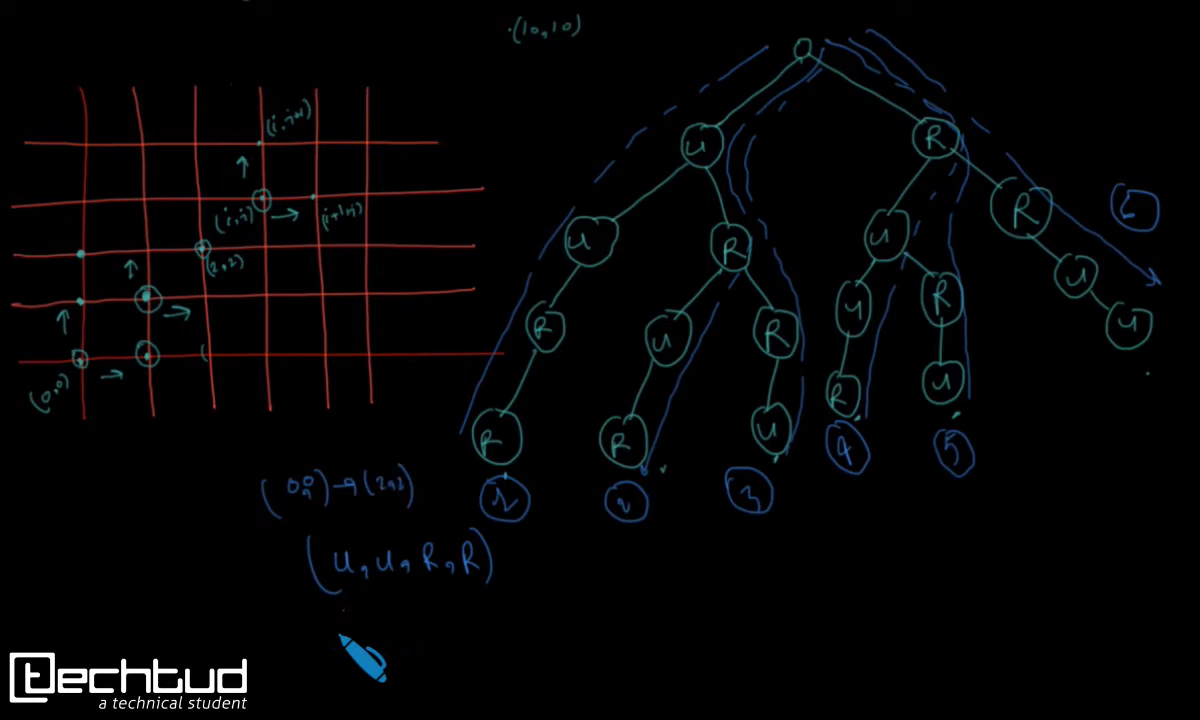 (10,10)
(i,j+1)
(i,j)
(i+1,j)
(2,2)
(0,0)
U R
U R U R
R U R U R U
R R U R U U
1 2 3 4 5 6
(0,0) → (2,2)
(U, U, R, R)
techtud
a technical student